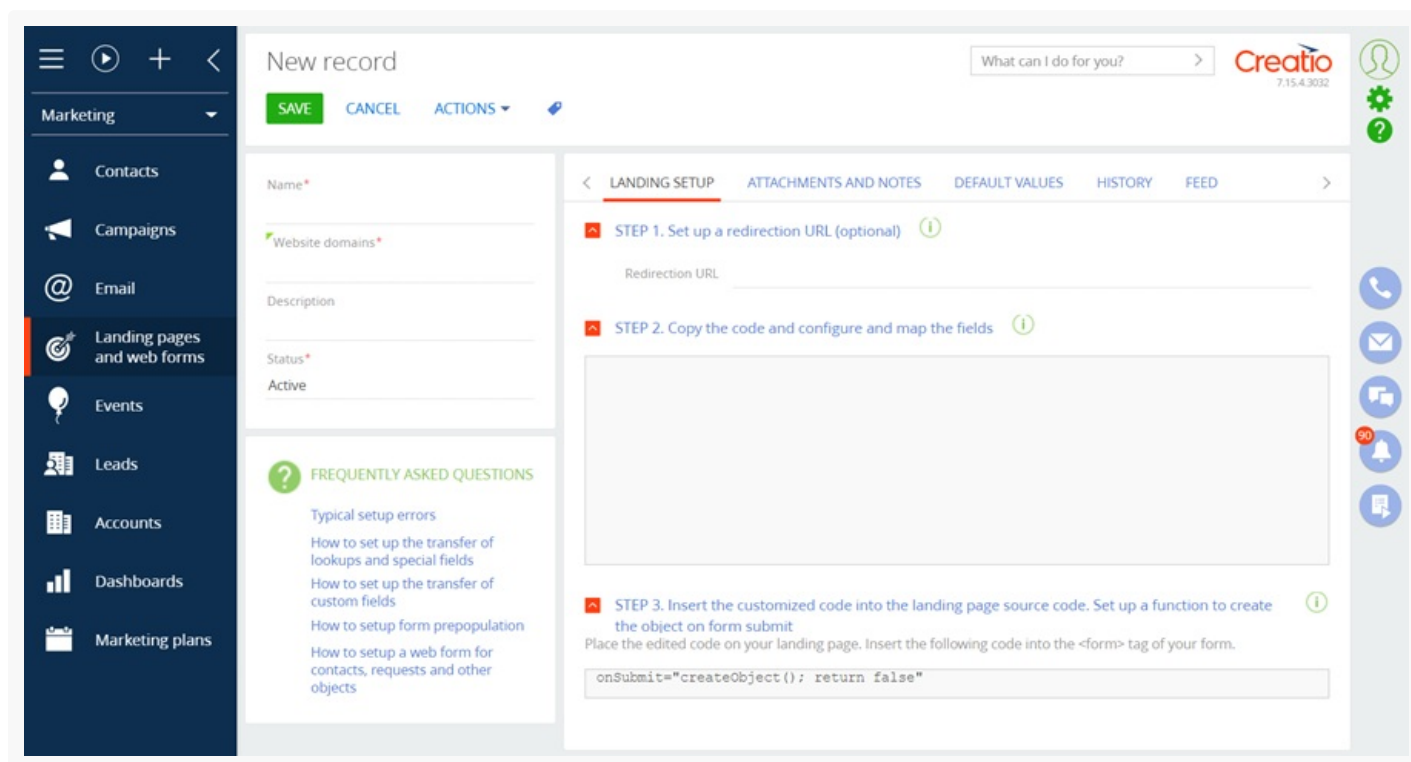 New record
What can I do for you?
Creatio
7.15.4.3032
SAVE CANCEL ACTIONS
Marketing
Contacts
Campaigns
Email
Landing pages
and web forms
Events
Leads
Accounts
Dashboards
Marketing plans
Name*
Website domains*
Description
Status*
Active
FREQUENTLY ASKED QUESTIONS
Typical setup errors
How to set up the transfer of
lookups and special fields
How to set up the transfer of
custom fields
How to setup form prepopulation
How to setup a web form for
contacts, requests and other
objects
LANDING SETUP ATTACHMENTS AND NOTES DEFAULT VALUES HISTORY FEED
STEP 1. Set up a redirection URL (optional)
Redirection URL
STEP 2. Copy the code and configure and map the fields
STEP 3. Insert the customized code into the landing page source code. Set up a function to create
the object on form submit
Place the edited code on your landing page. Insert the following code into the <form> tag of your form.
onSubmit="createObject(); return false"
90